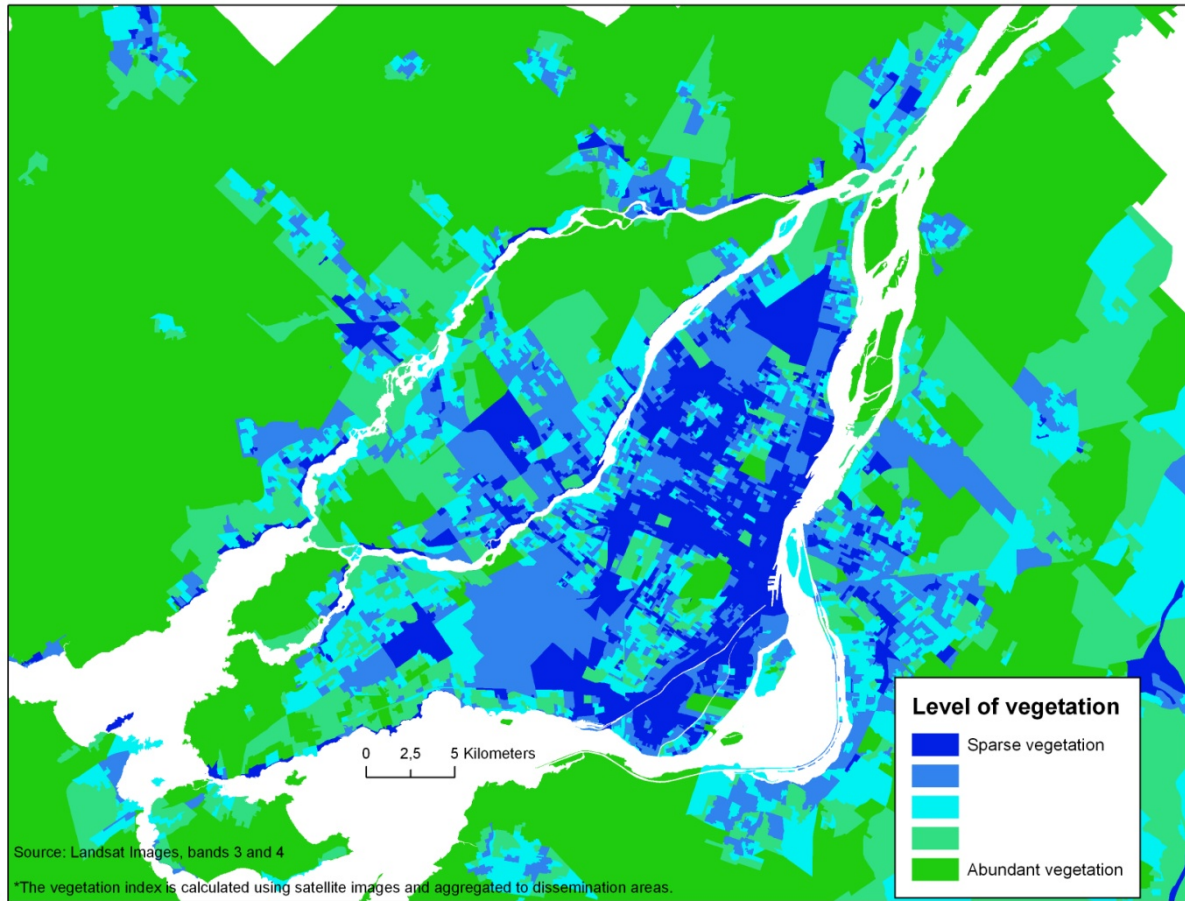 0 2,5 5 Kilometers
Source: Landsat Images, bands 3 and 4
*The vegetation index is calculated using satellite images and aggregated to dissemination areas.
Level of vegetation
Sparse vegetation
Abundant vegetation